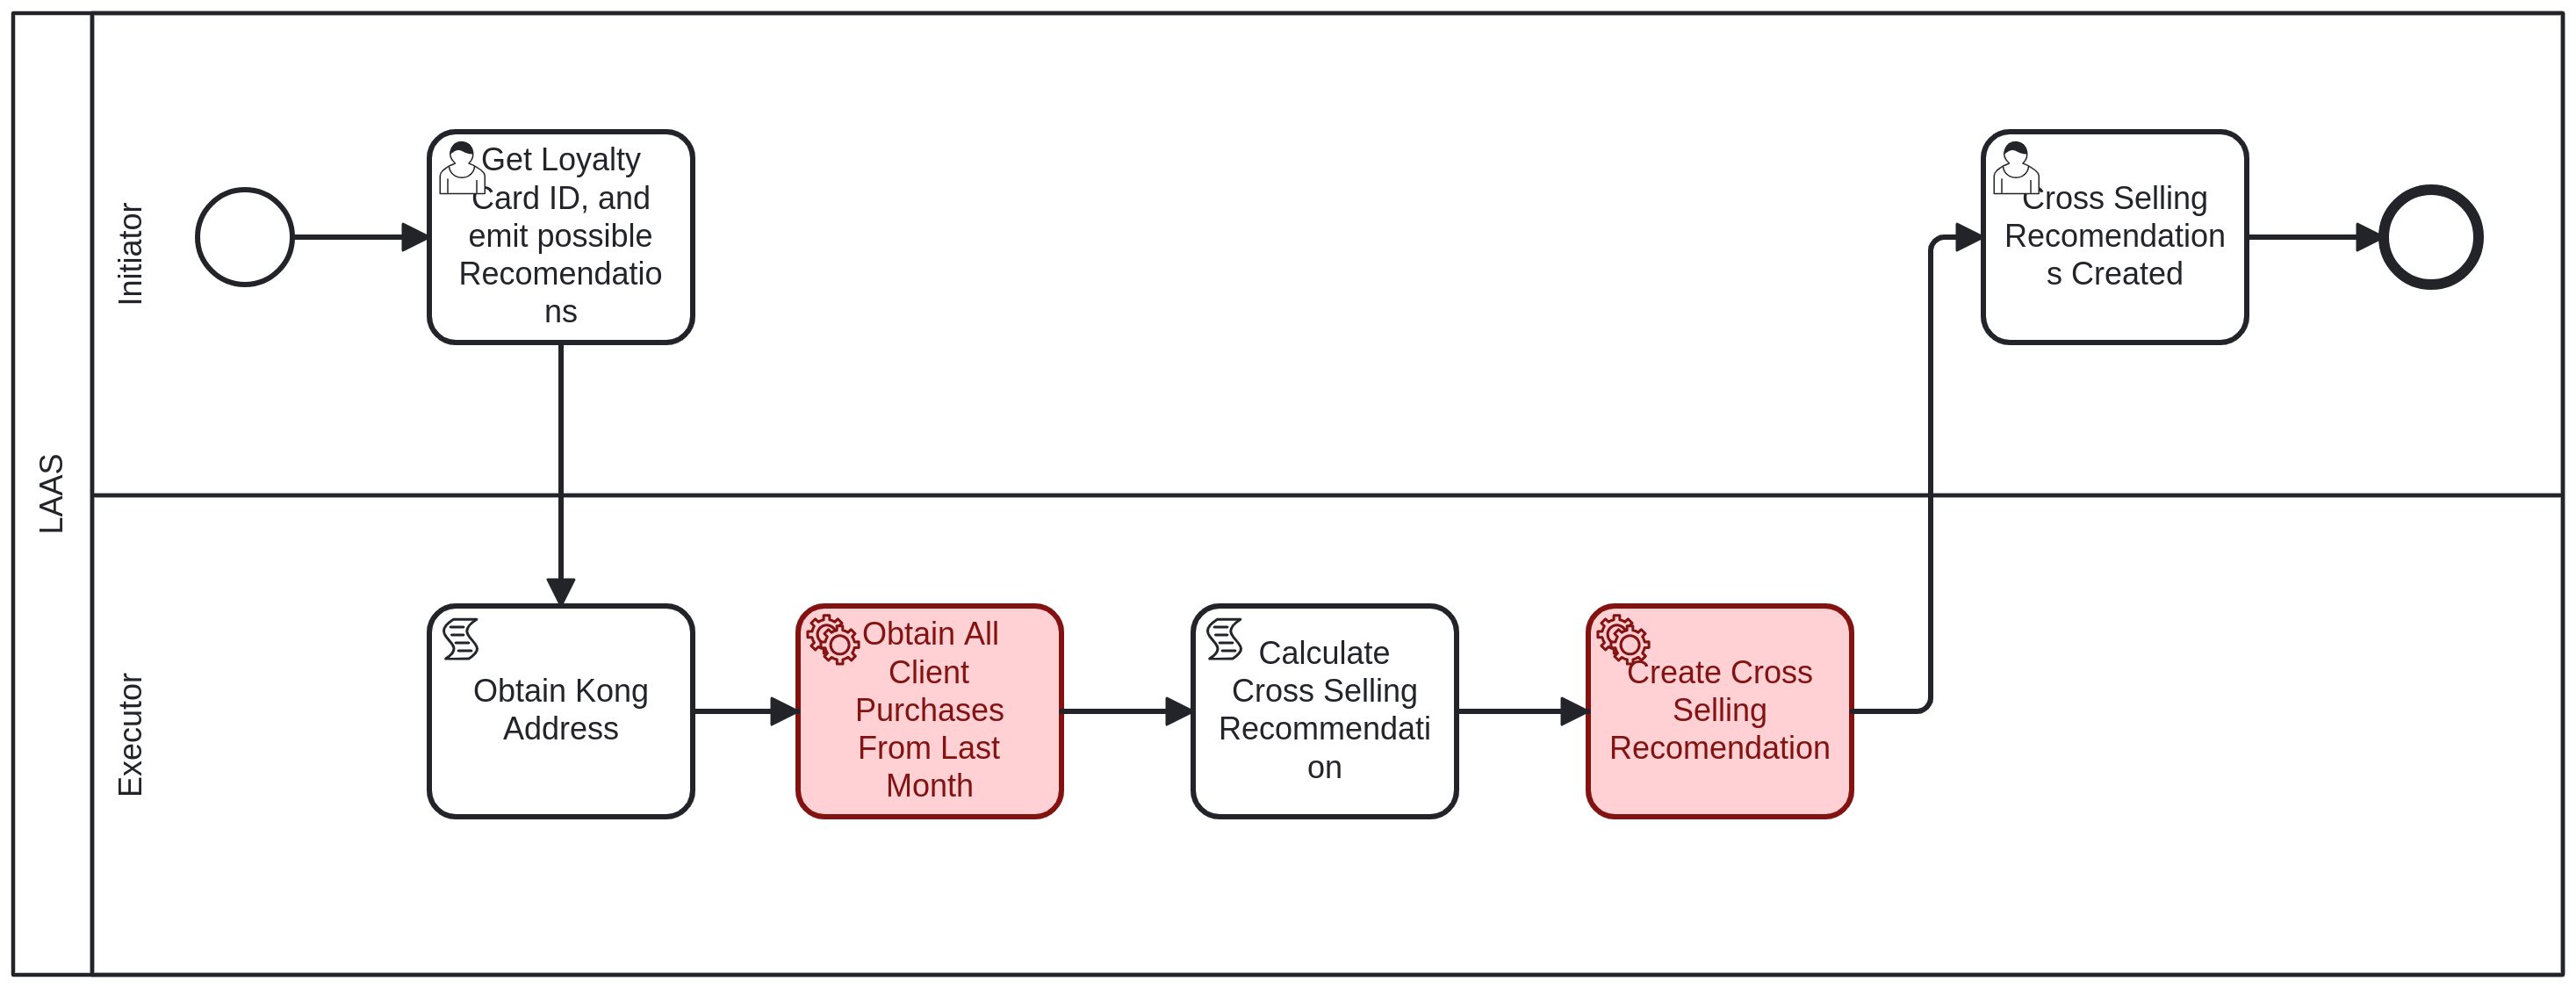 LAAS
Initiator
Get Loyalty
Card ID, and
emit possible
Recomendatio
ns
Cross Selling
Recomendation
s Created
Executor
Obtain Kong
Address
Obtain All
Client
Purchases
From Last
Month
Calculate
Cross Selling
Recommendati
on
Create Cross
Selling
Recomendation